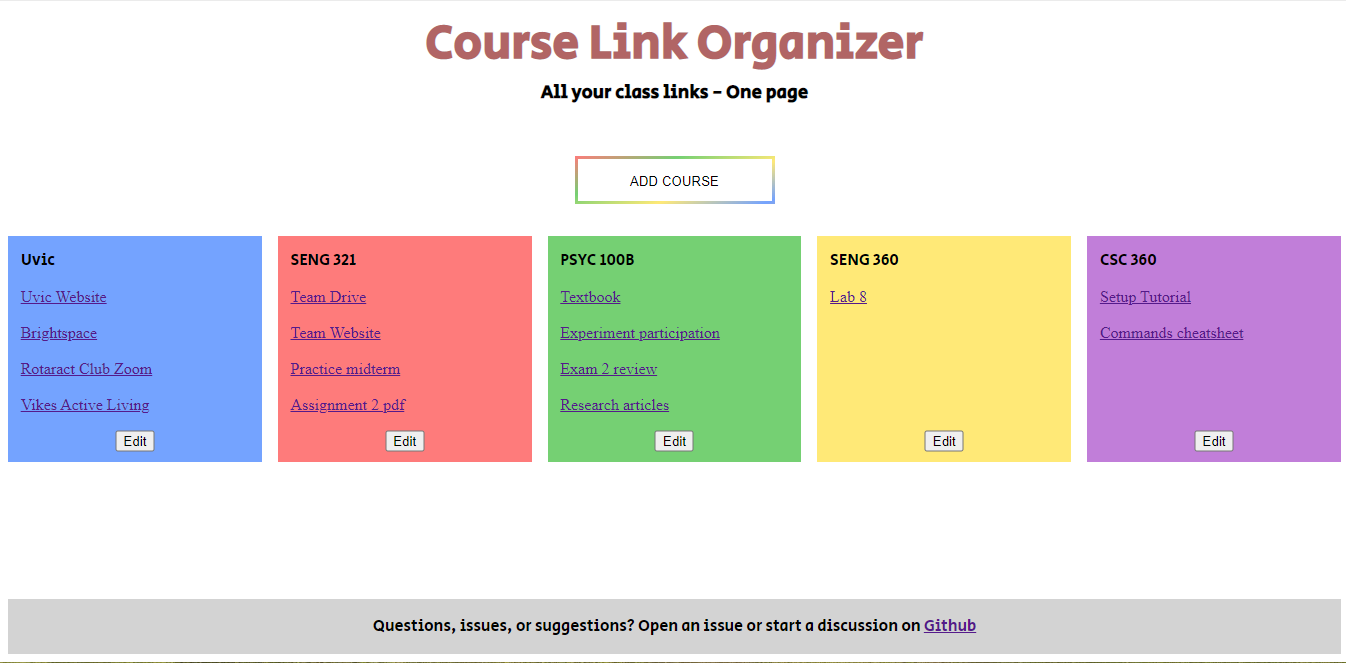 Course Link Organizer
All your class links - One page
ADD COURSE
Uvic
Uvic Website
Brightspace
Rotaract Club Zoom
Vikes Active Living
Edit
SENG 321
Team Drive
Team Website
Practice midterm
Assignment 2 pdf
Edit
PSYC 100B
Textbook
Experiment participation
Exam 2 review
Research articles
Edit
SENG 360
Lab 8
Edit
CSC 360
Setup Tutorial
Commands cheatsheet
Edit
Questions, issues, or suggestions? Open an issue or start a discussion on Github